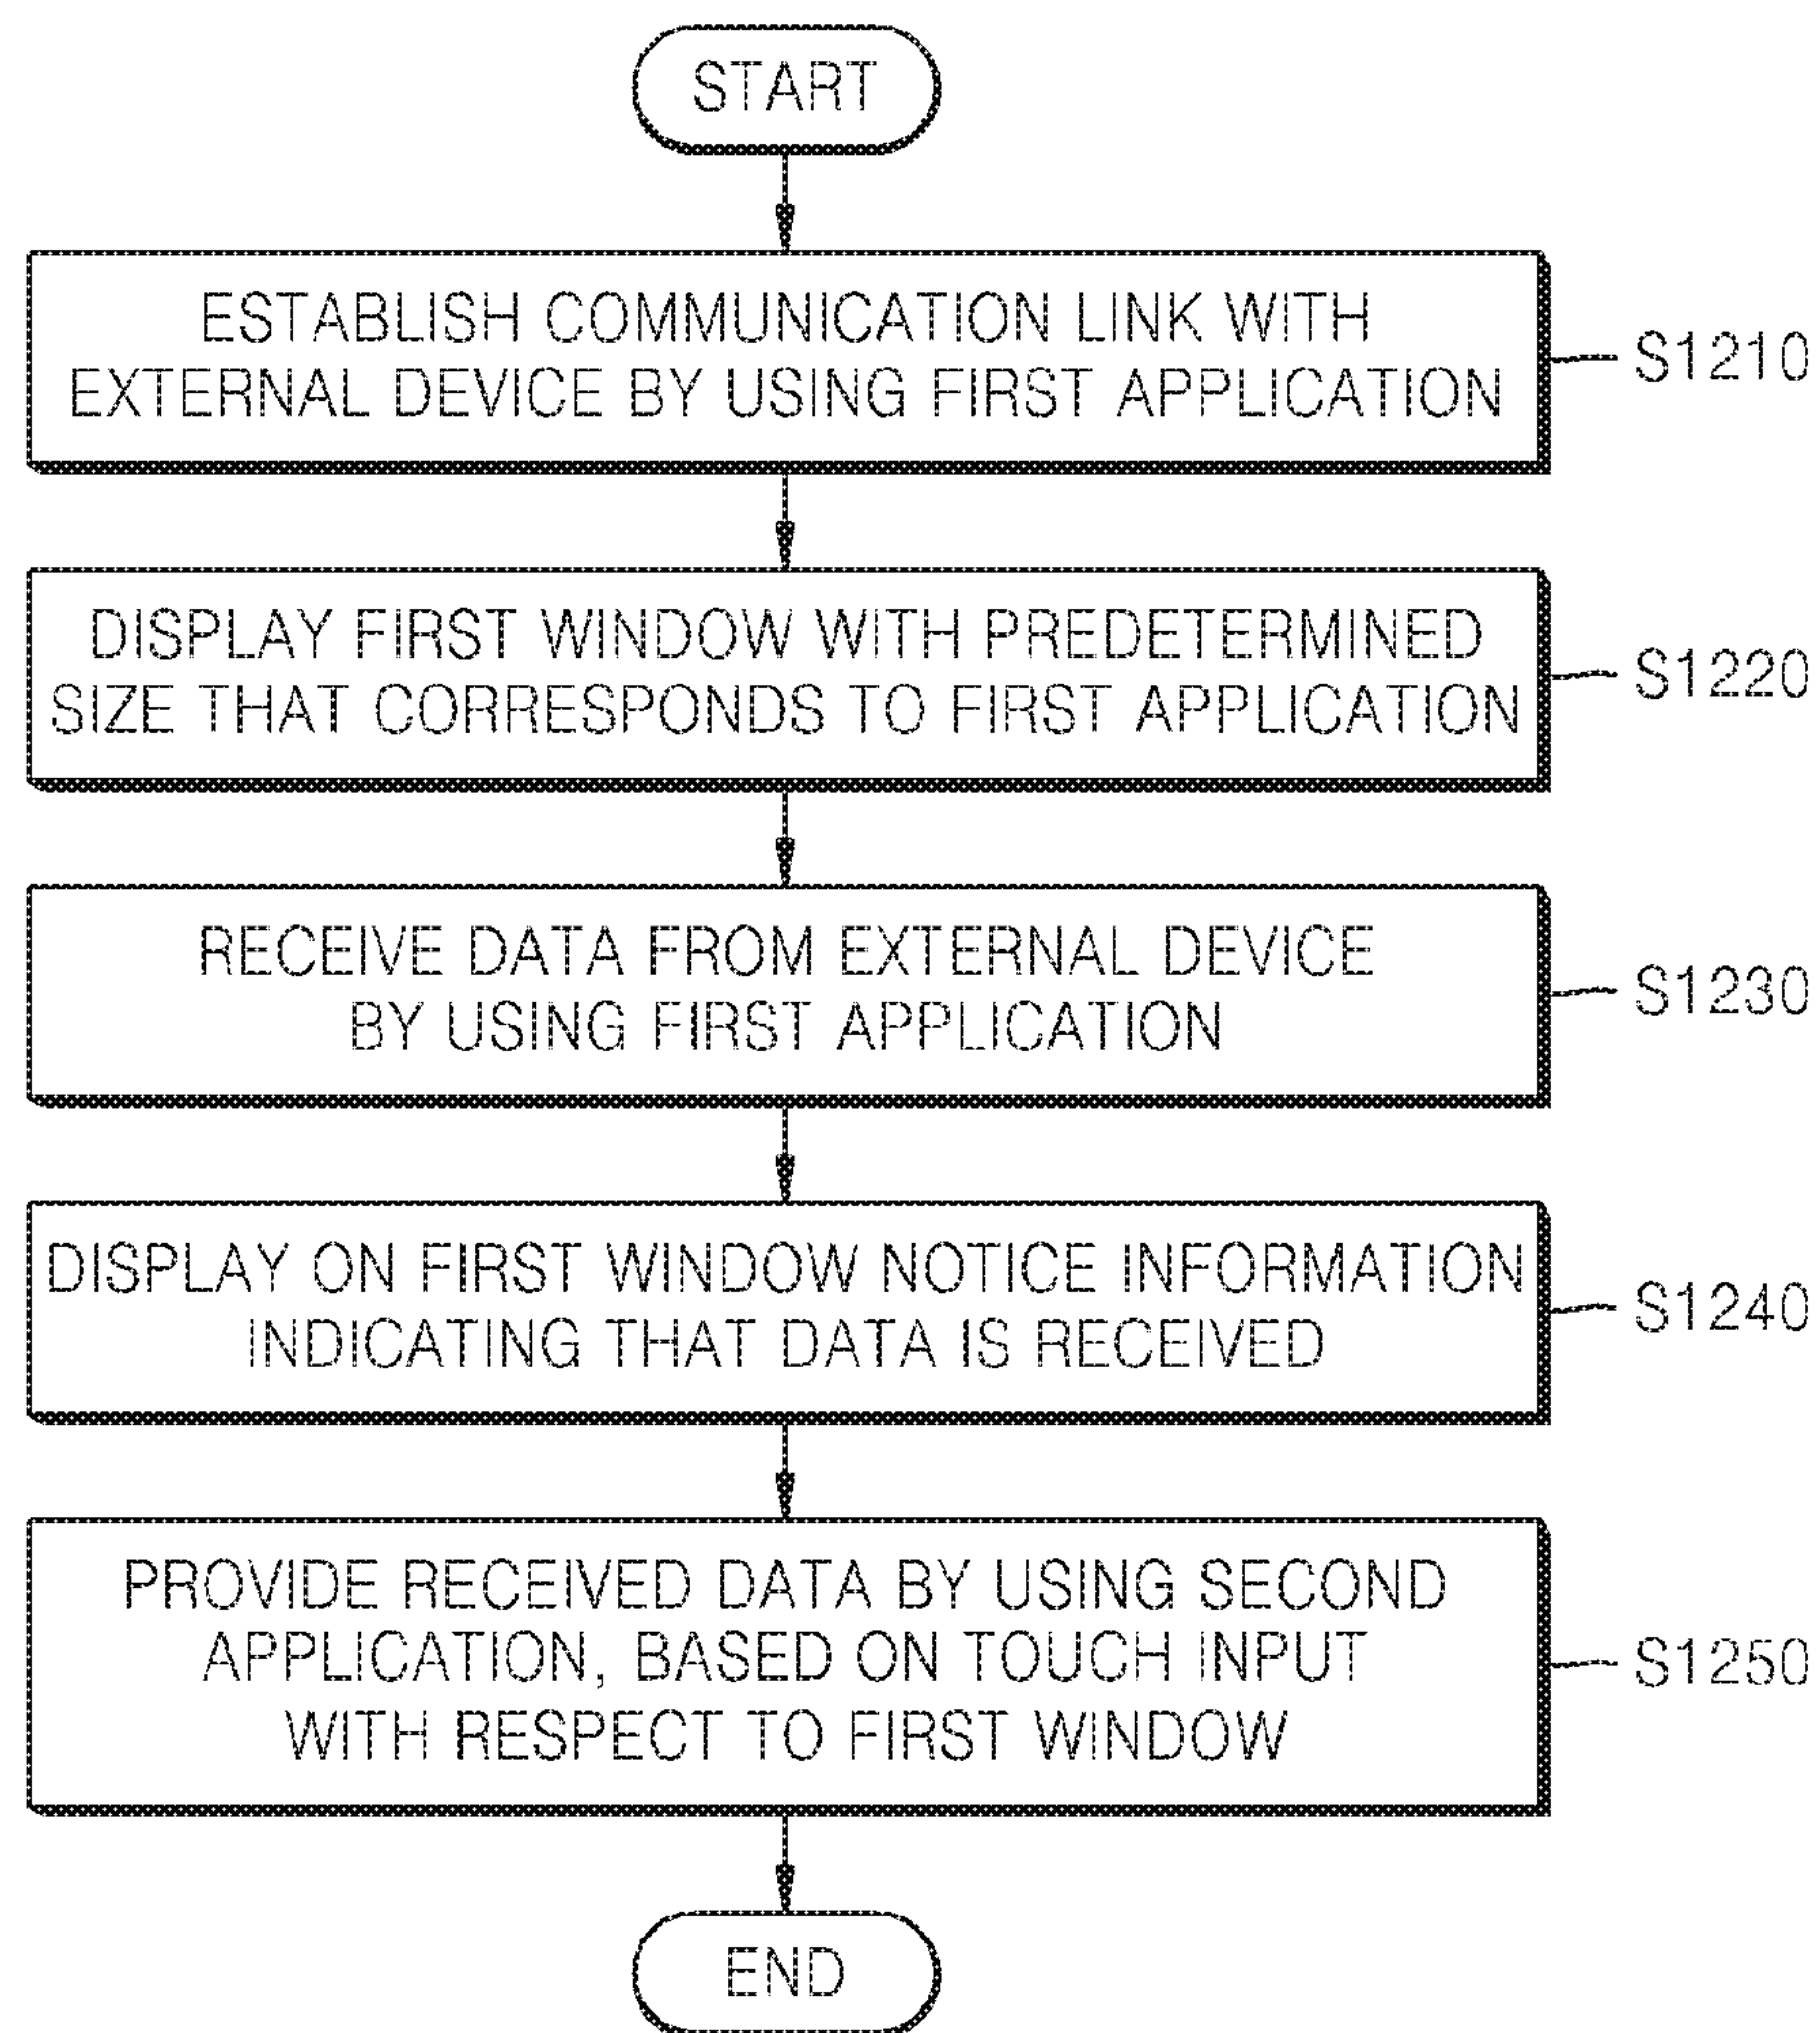 START
ESTABLISH COMMUNICATION LINK WITH
EXTERNAL DEVICE BY USING FIRST APPLICATION
S1210
DISPLAY FIRST WINDOW WITH PREDETERMINED
SIZE THAT CORRESPONDS TO FIRST APPLICATION
S1220
RECEIVE DATA FROM EXTERNAL DEVICE
BY USING FIRST APPLICATION
S1230
DISPLAY ON FIRST WINDOW NOTICE INFORMATION
INDICATING THAT DATA IS RECEIVED
S1240
PROVIDE RECEIVED DATA BY USING SECOND
APPLICATION, BASED ON TOUCH INPUT
WITH RESPECT TO FIRST WINDOW
S1250
END